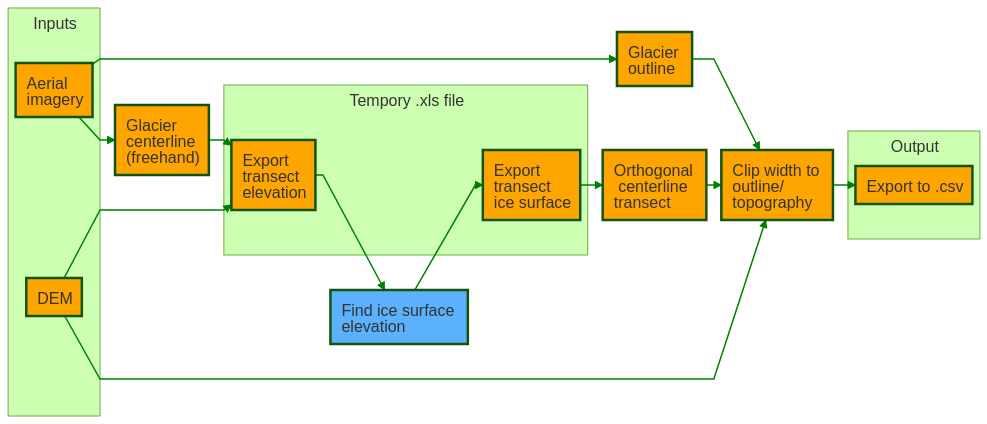 Inputs
Aerial
imagery
DEM
Glacier
centerline
(freehand)
Tempory .xls file
Export
transect
elevation
Find ice surface
elevation
Export
transect
ice surface
Glacier
outline
Orthogonal
centerline
transect
Clip width to
outline/
topography
Output
Export to .csv